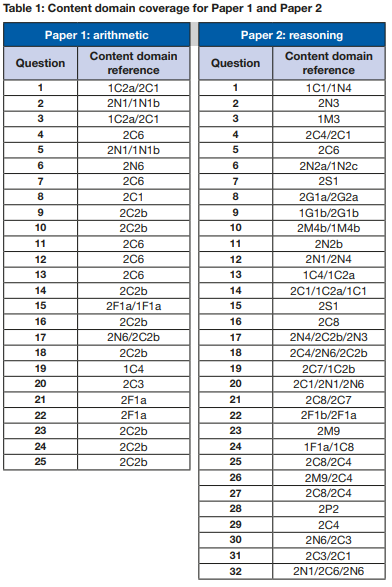 Table 1: Content domain coverage for Paper 1 and Paper 2
Paper 1: arithmetic
Question Content domain reference
1 1C2a/2C1
2 2N1/1N1b
3 1C2a/2C1
4 2C6
5 2N1/1N1b
6 2N6
7 2C6
8 2C1
9 2C2b
10 2C2b
11 2C6
12 2C6
13 2C6
14 2C2b
15 2F1a/1F1a
16 2C2b
17 2N6/2C2b
18 2C2b
19 1C4
20 2C3
21 2F1a
22 2F1a
23 2C2b
24 2C2b
25 2C2b
Paper 2: reasoning
Question Content domain reference
1 1C1/1N4
2 2N3
3 1M3
4 2C4/2C1
5 2C6
6 2N2a/1N2c
7 2S1
8 2G1a/2G2a
9 1G1b/2G1b
10 2M4b/1M4b
11 2N2b
12 2N1/2N4
13 1C4/1C2a
14 2C1/1C2a/1C1
15 2S1
16 2C8
17 2N4/2C2b/2N3
18 2C4/2N6/2C2b
19 2C7/1C2b
20 2C1/2N1/2N6
21 2C8/2C7
22 2F1b/2F1a
23 2M9
24 1F1a/1C8
25 2C8/2C4
26 2M9/2C4
27 2C8/2C4
28 2P2
29 2C4
30 2N6/2C3
31 2C3/2C1
32 2N1/2C6/2N6